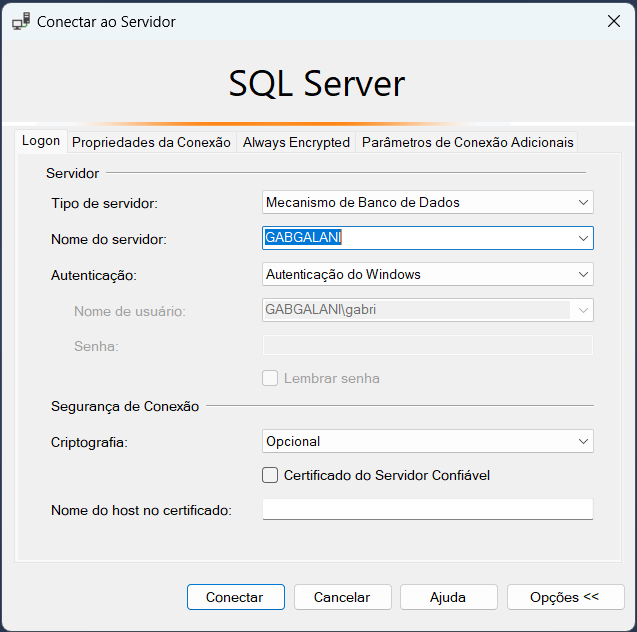 Conectar ao Servidor
SQL Server
Logon Propriedades da Conexão Always Encrypted Parâmetros de Conexão Adicionais
Servidor
Tipo de servidor: Mecanismo de Banco de Dados
Nome do servidor: GABGALANI
Autenticação: Autenticação do Windows
Nome de usuário: GABGALANI\gabri
Senha:
Lembrar senha
Segurança de Conexão
Criptografia: Opcional
Certificado do Servidor Confiável
Nome do host no certificado:
Conectar Cancelar Ajuda Opções <<